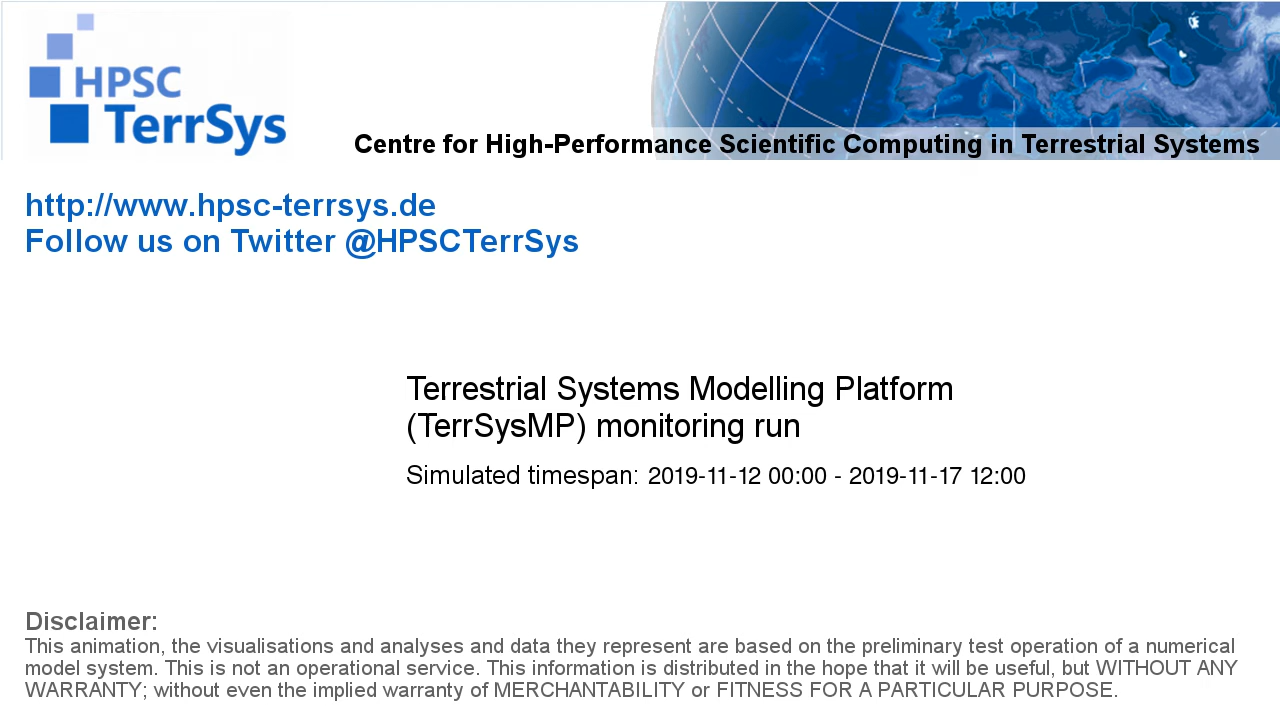 HPSC
TerrSys
Centre for High-Performance Scientific Computing in Terrestrial Systems
http://www.hpsc-terrsys.de
Follow us on Twitter @HPSCTerrSys
Terrestrial Systems Modelling Platform
(TerrSysMP) monitoring run
Simulated timespan: 2019-11-12 00:00 - 2019-11-17 12:00
Disclaimer:
This animation, the visualisations and analyses and data they represent are based on the preliminary test operation of a numerical
model system. This is not an operational service. This information is distributed in the hope that it will be useful, but WITHOUT ANY
WARRANTY; without even the implied warranty of MERCHANTABILITY or FITNESS FOR A PARTICULAR PURPOSE.